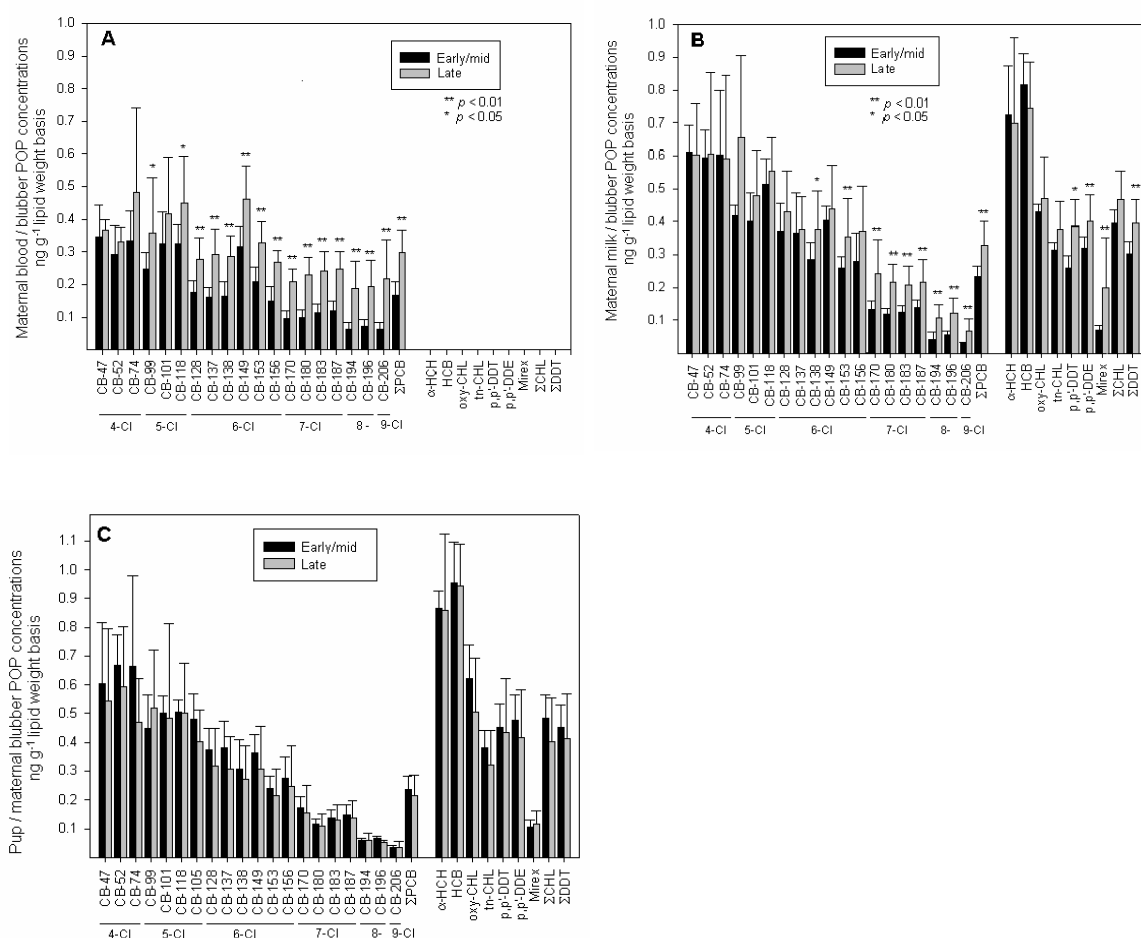 A
Maternal blood / blubber POP concentrations
ng g⁻¹ lipid weight basis
1.0
0.9
0.8
0.7
0.6
0.5
0.4
0.3
0.2
0.1
Early/mid
Late
** p < 0.01
* p < 0.05
* * ** ** ** ** ** ** ** ** ** ** ** ** ** **
CB-47 CB-52 CB-74 CB-99 CB-101 CB-118 CB-128 CB-137 CB-138 CB-149 CB-153 CB-156 CB-170 CB-180 CB-183 CB-187 CB-194 CB-196 CB-206 ΣPCB α-HCH HCB oxy-CHL tn-CHL p,p'-DDT p,p'-DDE Mirex ΣCHL ΣDDT
4-Cl 5-Cl 6-Cl 7-Cl 8- 9-Cl
B
Maternal milk / blubber POP concentrations
ng g⁻¹ lipid weight basis
1.0
0.9
0.8
0.7
0.6
0.5
0.4
0.3
0.2
0.1
Early/mid
Late
** p < 0.01
* p < 0.05
* ** ** ** ** ** ** ** ** ** * ** ** **
CB-47 CB-52 CB-74 CB-99 CB-101 CB-118 CB-128 CB-137 CB-138 CB-149 CB-153 CB-156 CB-170 CB-180 CB-183 CB-187 CB-194 CB-196 CB-206 ΣPCB α-HCH HCB oxy-CHL tn-CHL p,p'-DDT p,p'-DDE Mirex ΣCHL ΣDDT
4-Cl 5-Cl 6-Cl 7-Cl 8- 9-Cl
C
Pup / maternal blubber POP concentrations
ng g⁻¹ lipid weight basis
1.1
1.0
0.9
0.8
0.7
0.6
0.5
0.4
0.3
0.2
0.1
Early/mid
Late
CB-47 CB-52 CB-74 CB-99 CB-101 CB-118 CB-105 CB-128 CB-137 CB-138 CB-149 CB-153 CB-156 CB-170 CB-180 CB-183 CB-187 CB-194 CB-196 CB-206 ΣPCB α-HCH HCB oxy-CHL tn-CHL p,p'-DDT p,p'-DDE Mirex ΣCHL ΣDDT
4-Cl 5-Cl 6-Cl 7-Cl 8- 9-Cl